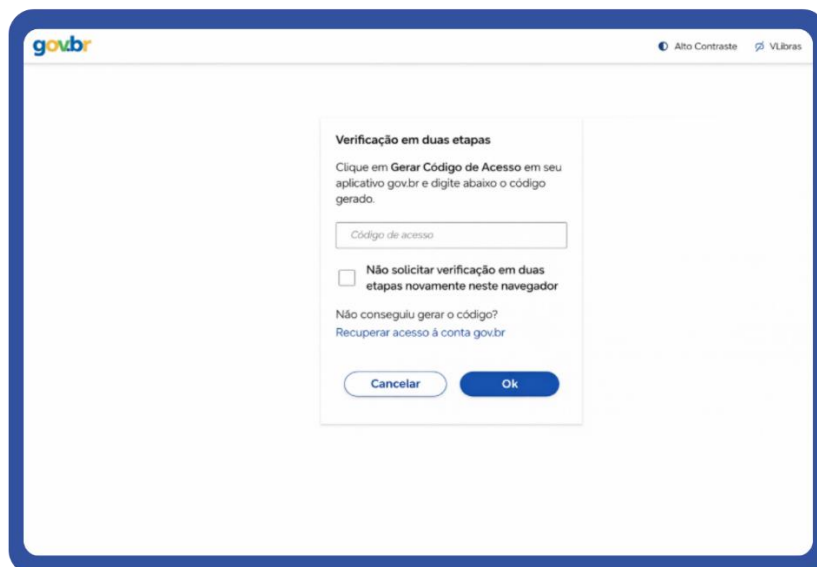 gov.br
Alto Contraste
VLibras
Verificação em duas etapas
Clique em Gerar Código de Acesso em seu
aplicativo gov.br e digite abaixo o código
gerado.
Código de acesso
Não solicitar verificação em duas
etapas novamente neste navegador
Não conseguiu gerar o código?
Recuperar acesso à conta gov.br
Cancelar
Ok